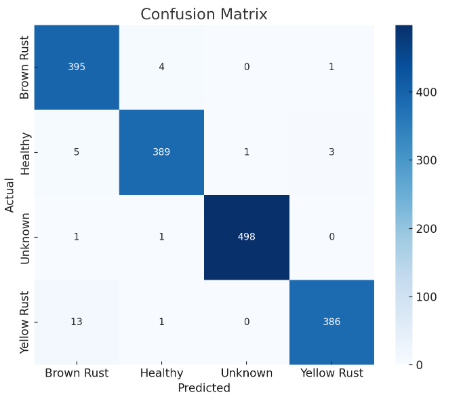 Confusion Matrix
Actual
Brown Rust 395 4 0 1
Healthy 5 389 1 3
Unknown 1 1 498 0
Yellow Rust 13 1 0 386
Brown Rust Healthy Unknown Yellow Rust
Predicted
400
300
200
100
0